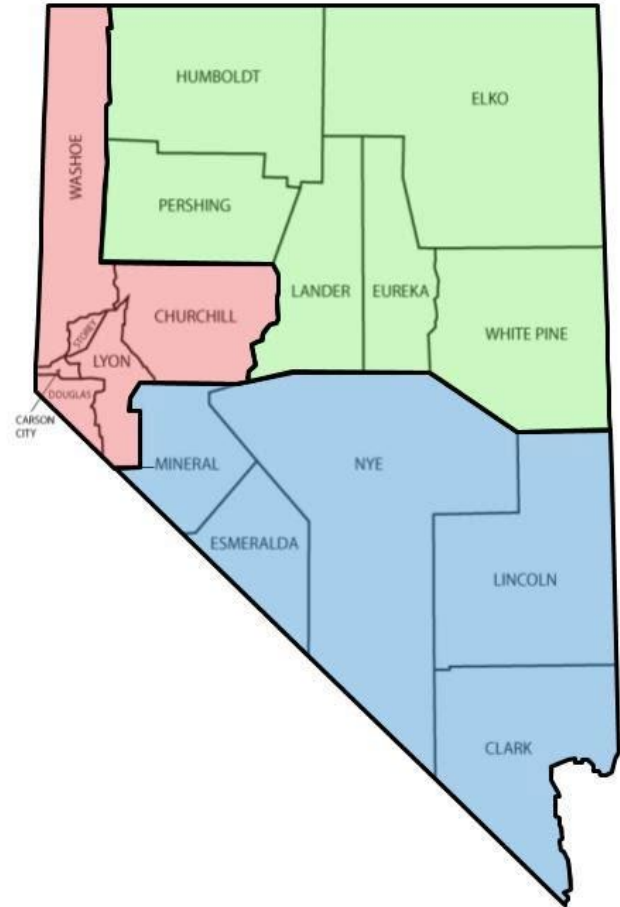 HUMBOLDT
ELKO
WASHOE
PERSHING
LANDER
EUREKA
CHURCHILL
WHITE PINE
STOREY
LYON
DOUGLAS
CARSON
CITY
MINERAL
NYE
ESMERALDA
LINCOLN
CLARK